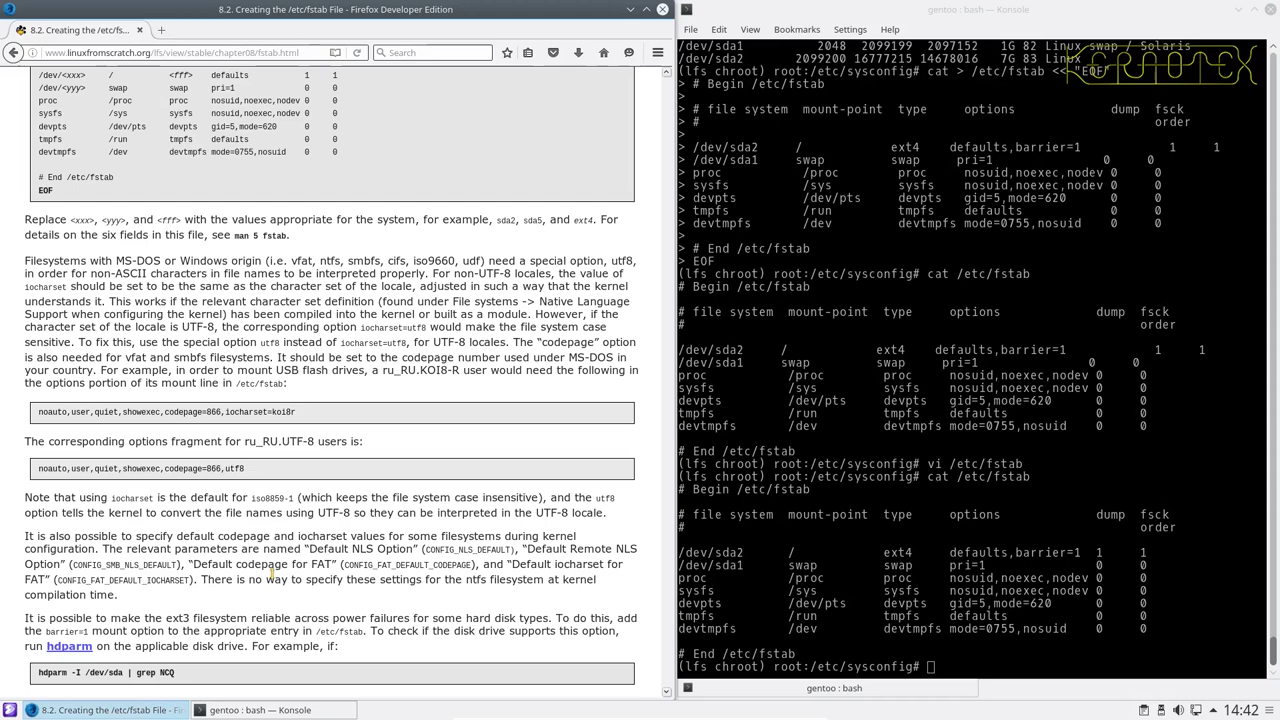 8.2. Creating the /etc/fstab File - Firefox Developer Edition
8.2. Creating the /etc/fs...
www.linuxfromscratch.org/lfs/view/stable/chapter08/fstab.html
Search
/dev/<xxx> / <fff> defaults 1 1
/dev/<yyy> swap swap pri=1 0 0
proc /proc proc nosuid,noexec,nodev 0 0
sysfs /sys sysfs nosuid,noexec,nodev 0 0
devpts /dev/pts devpts gid=5,mode=620 0 0
tmpfs /run tmpfs defaults 0 0
devtmpfs /dev devtmpfs mode=0755,nosuid 0 0
# End /etc/fstab
EOF
Replace <xxx>, <yyy>, and <fff> with the values appropriate for the system, for example, sda2, sda5, and ext4. For
details on the six fields in this file, see man 5 fstab.
Filesystems with MS-DOS or Windows origin (i.e. vfat, ntfs, smbfs, cifs, iso9660, udf) need a special option, utf8,
in order for non-ASCII characters in file names to be interpreted properly. For non-UTF-8 locales, the value of
iocharset should be set to be the same as the character set of the locale, adjusted in such a way that the kernel
understands it. This works if the relevant character set definition (found under File systems -> Native Language
Support when configuring the kernel) has been compiled into the kernel or built as a module. However, if the
character set of the locale is UTF-8, the corresponding option iocharset=utf8 would make the file system case
sensitive. To fix this, use the special option utf8 instead of iocharset=utf8, for UTF-8 locales. The “codepage” option
is also needed for vfat and smbfs filesystems. It should be set to the codepage number used under MS-DOS in
your country. For example, in order to mount USB flash drives, a ru_RU.KOI8-R user would need the following in
the options portion of its mount line in /etc/fstab:
noauto,user,quiet,showexec,codepage=866,iocharset=koi8r
The corresponding options fragment for ru_RU.UTF-8 users is:
noauto,user,quiet,showexec,codepage=866,utf8
Note that using iocharset is the default for iso8859-1 (which keeps the file system case insensitive), and the utf8
option tells the kernel to convert the file names using UTF-8 so they can be interpreted in the UTF-8 locale.
It is also possible to specify default codepage and iocharset values for some filesystems during kernel
configuration. The relevant parameters are named “Default NLS Option” (CONFIG_NLS_DEFAULT), “Default Remote NLS
Option” (CONFIG_SMB_NLS_DEFAULT), “Default codepage for FAT” (CONFIG_FAT_DEFAULT_CODEPAGE), and “Default iocharset for
FAT” (CONFIG_FAT_DEFAULT_IOCHARSET). There is no way to specify these settings for the ntfs filesystem at kernel
compilation time.
It is possible to make the ext3 filesystem reliable across power failures for some hard disk types. To do this, add
the barrier=1 mount option to the appropriate entry in /etc/fstab. To check if the disk drive supports this option,
run hdparm on the applicable disk drive. For example, if:
hdparm -I /dev/sda | grep NCQ
gentoo : bash — Konsole
File Edit View Bookmarks Settings Help
/dev/sda1 2048 2099199 2097152 1G 82 Linux swap / Solaris
/dev/sda2 2099200 16777215 14678016 7G 83 Linux
(lfs chroot) root:/etc/sysconfig# cat > /etc/fstab << "EOF"
KERNOTEX
> # Begin /etc/fstab
>
> # file system mount-point type options dump fsck
> # order
>
> /dev/sda2 / ext4 defaults,barrier=1 1 1
> /dev/sda1 swap swap pri=1 0 0
> proc /proc proc nosuid,noexec,nodev 0 0
> sysfs /sys sysfs nosuid,noexec,nodev 0 0
> devpts /dev/pts devpts gid=5,mode=620 0 0
> tmpfs /run tmpfs defaults 0 0
> devtmpfs /dev devtmpfs mode=0755,nosuid 0 0
>
> # End /etc/fstab
> EOF
(lfs chroot) root:/etc/sysconfig# cat /etc/fstab
# Begin /etc/fstab
# file system mount-point type options dump fsck
# order
/dev/sda2 / ext4 defaults,barrier=1 1 1
/dev/sda1 swap swap pri=1 0 0
proc /proc proc nosuid,noexec,nodev 0 0
sysfs /sys sysfs nosuid,noexec,nodev 0 0
devpts /dev/pts devpts gid=5,mode=620 0 0
tmpfs /run tmpfs defaults 0 0
devtmpfs /dev devtmpfs mode=0755,nosuid 0 0
# End /etc/fstab
(lfs chroot) root:/etc/sysconfig# vi /etc/fstab
(lfs chroot) root:/etc/sysconfig# cat /etc/fstab
# Begin /etc/fstab
# file system mount-point type options dump fsck
# order
/dev/sda2 / ext4 defaults,barrier=1 1 1
/dev/sda1 swap swap pri=1 0 0
proc /proc proc nosuid,noexec,nodev 0 0
sysfs /sys sysfs nosuid,noexec,nodev 0 0
devpts /dev/pts devpts gid=5,mode=620 0 0
tmpfs /run tmpfs defaults 0 0
devtmpfs /dev devtmpfs mode=0755,nosuid 0 0
# End /etc/fstab
(lfs chroot) root:/etc/sysconfig#
gentoo : bash
8.2. Creating the /etc/fstab File - Firef
gentoo : bash — Konsole
14:42